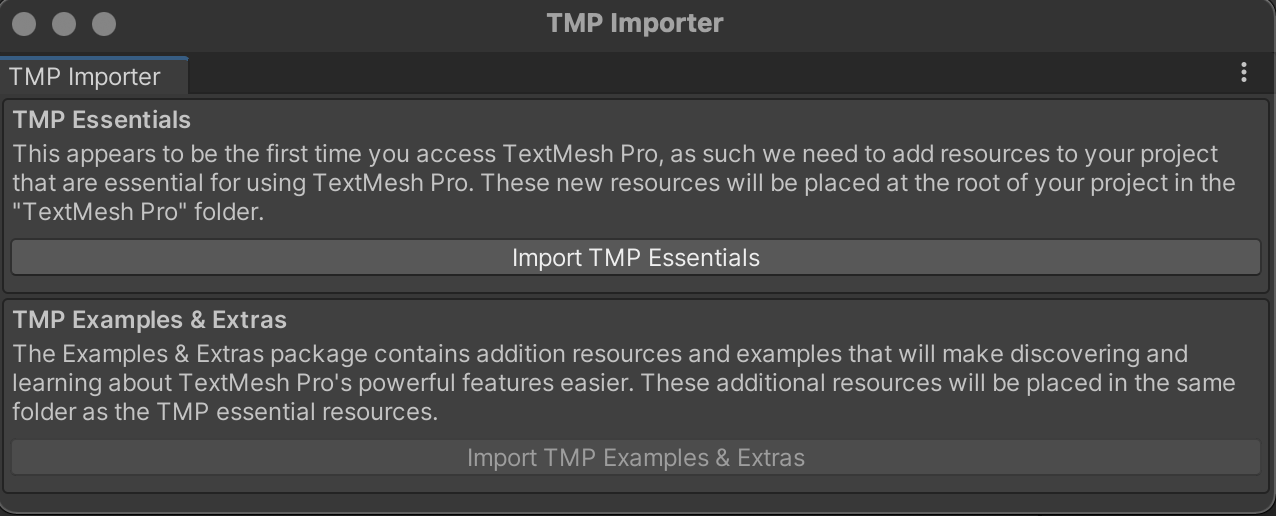 TMP Importer
TMP Importer
TMP Essentials
This appears to be the first time you access TextMesh Pro, as such we need to add resources to your project
that are essential for using TextMesh Pro. These new resources will be placed at the root of your project in the
"TextMesh Pro" folder.
Import TMP Essentials
TMP Examples & Extras
The Examples & Extras package contains addition resources and examples that will make discovering and
learning about TextMesh Pro's powerful features easier. These additional resources will be placed in the same
folder as the TMP essential resources.
Import TMP Examples & Extras